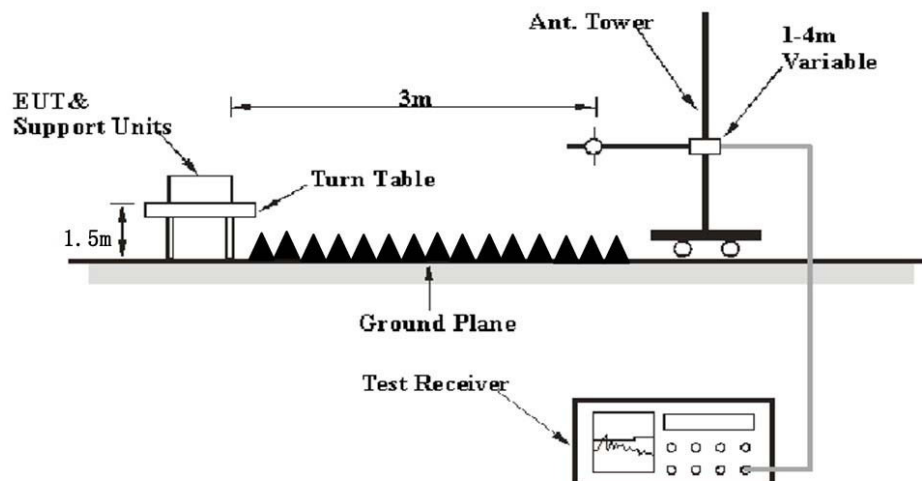 Ant. Tower
1-4m
Variable
EUT&
Support Units
3m
Turn Table
1.5m
Ground Plane
Test Receiver